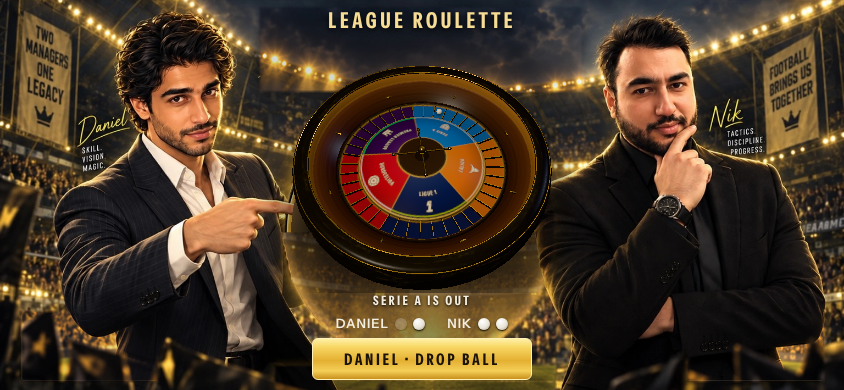 LEAGUE ROULETTE
TWO
MANAGERS
ONE
LEGACY
Daniel
SKILL.
VISION.
MAGIC.
FOOTBALL
BRINGS US
TOGETHER
Nik
TACTICS.
DISCIPLINE
PROGRESS.
LIGUE 1
1
SERIE A IS OUT
DANIEL
NIK
DANIEL · DROP BALL